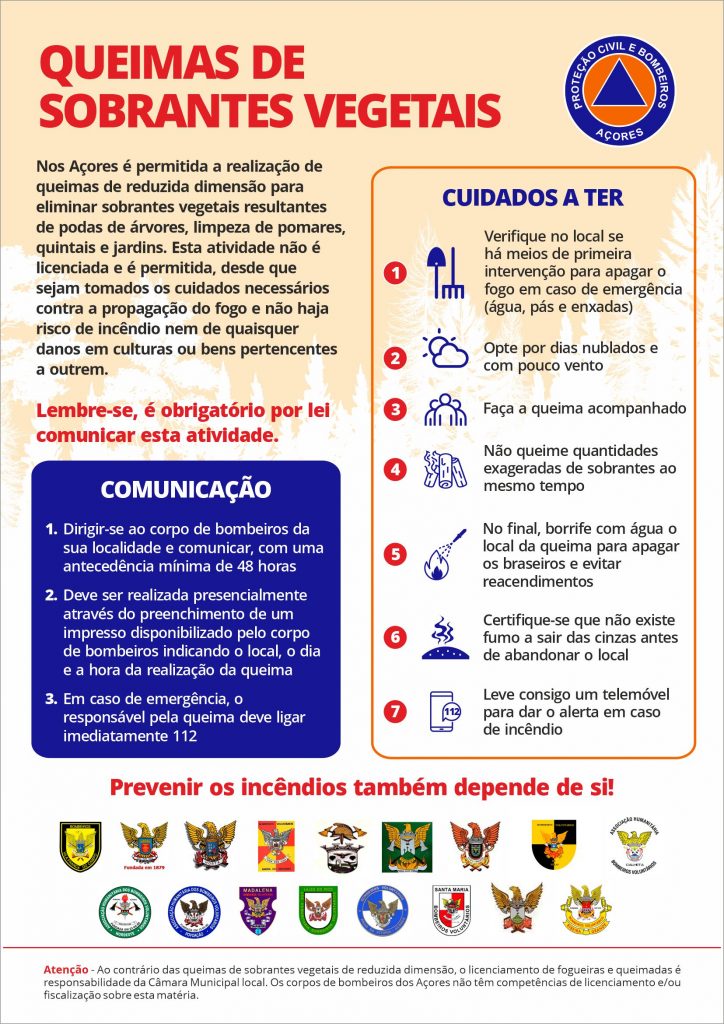 QUEIMAS DE
SOBRANTES VEGETAIS
PROTEÇÃO CIVIL E BOMBEIROS
AÇORES
Nos Açores é permitida a realização de
queimas de reduzida dimensão para
eliminar sobrantes vegetais resultantes
de podas de árvores, limpeza de pomares,
quintais e jardins. Esta atividade não é
licenciada e é permitida, desde que
sejam tomados os cuidados necessários
contra a propagação do fogo e não haja
risco de incêndio nem de quaisquer
danos em culturas ou bens pertencentes
a outrem.
Lembre-se, é obrigatório por lei
comunicar esta atividade.
COMUNICAÇÃO
1. Dirigir-se ao corpo de bombeiros da
sua localidade e comunicar, com uma
antecedência mínima de 48 horas
2. Deve ser realizada presencialmente
através do preenchimento de um
impresso disponibilizado pelo corpo
de bombeiros indicando o local, o dia
e a hora da realização da queima
3. Em caso de emergência, o
responsável pela queima deve ligar
imediatamente 112
CUIDADOS A TER
1
Verifique no local se
há meios de primeira
intervenção para apagar o
fogo em caso de emergência
(água, pás e enxadas)
2
Opte por dias nublados e
com pouco vento
3
Faça a queima acompanhado
4
Não queime quantidades
exageradas de sobrantes ao
mesmo tempo
5
No final, borrife com água o
local da queima para apagar
os braseiros e evitar
reacendimentos
6
Certifique-se que não existe
fumo a sair das cinzas antes
de abandonar o local
7
112
Leve consigo um telemóvel
para dar o alerta em caso
de incêndio
Prevenir os incêndios também depende de si!
BOMBEIROS
Fundada em 1879
ASSOCIAÇÃO HUMANITÁRIA
CALHETA
BOMBEIROS VOLUNTÁRIOS
NORDESTE
POVOAÇÃO
MADALENA
SANTA MARIA
BOMBEIROS VOLUNTÁRIOS
Atenção - Ao contrário das queimas de sobrantes vegetais de reduzida dimensão, o licenciamento de fogueiras e queimadas é
responsabilidade da Câmara Municipal local. Os corpos de bombeiros dos Açores não têm competências de licenciamento e/ou
fiscalização sobre esta matéria.